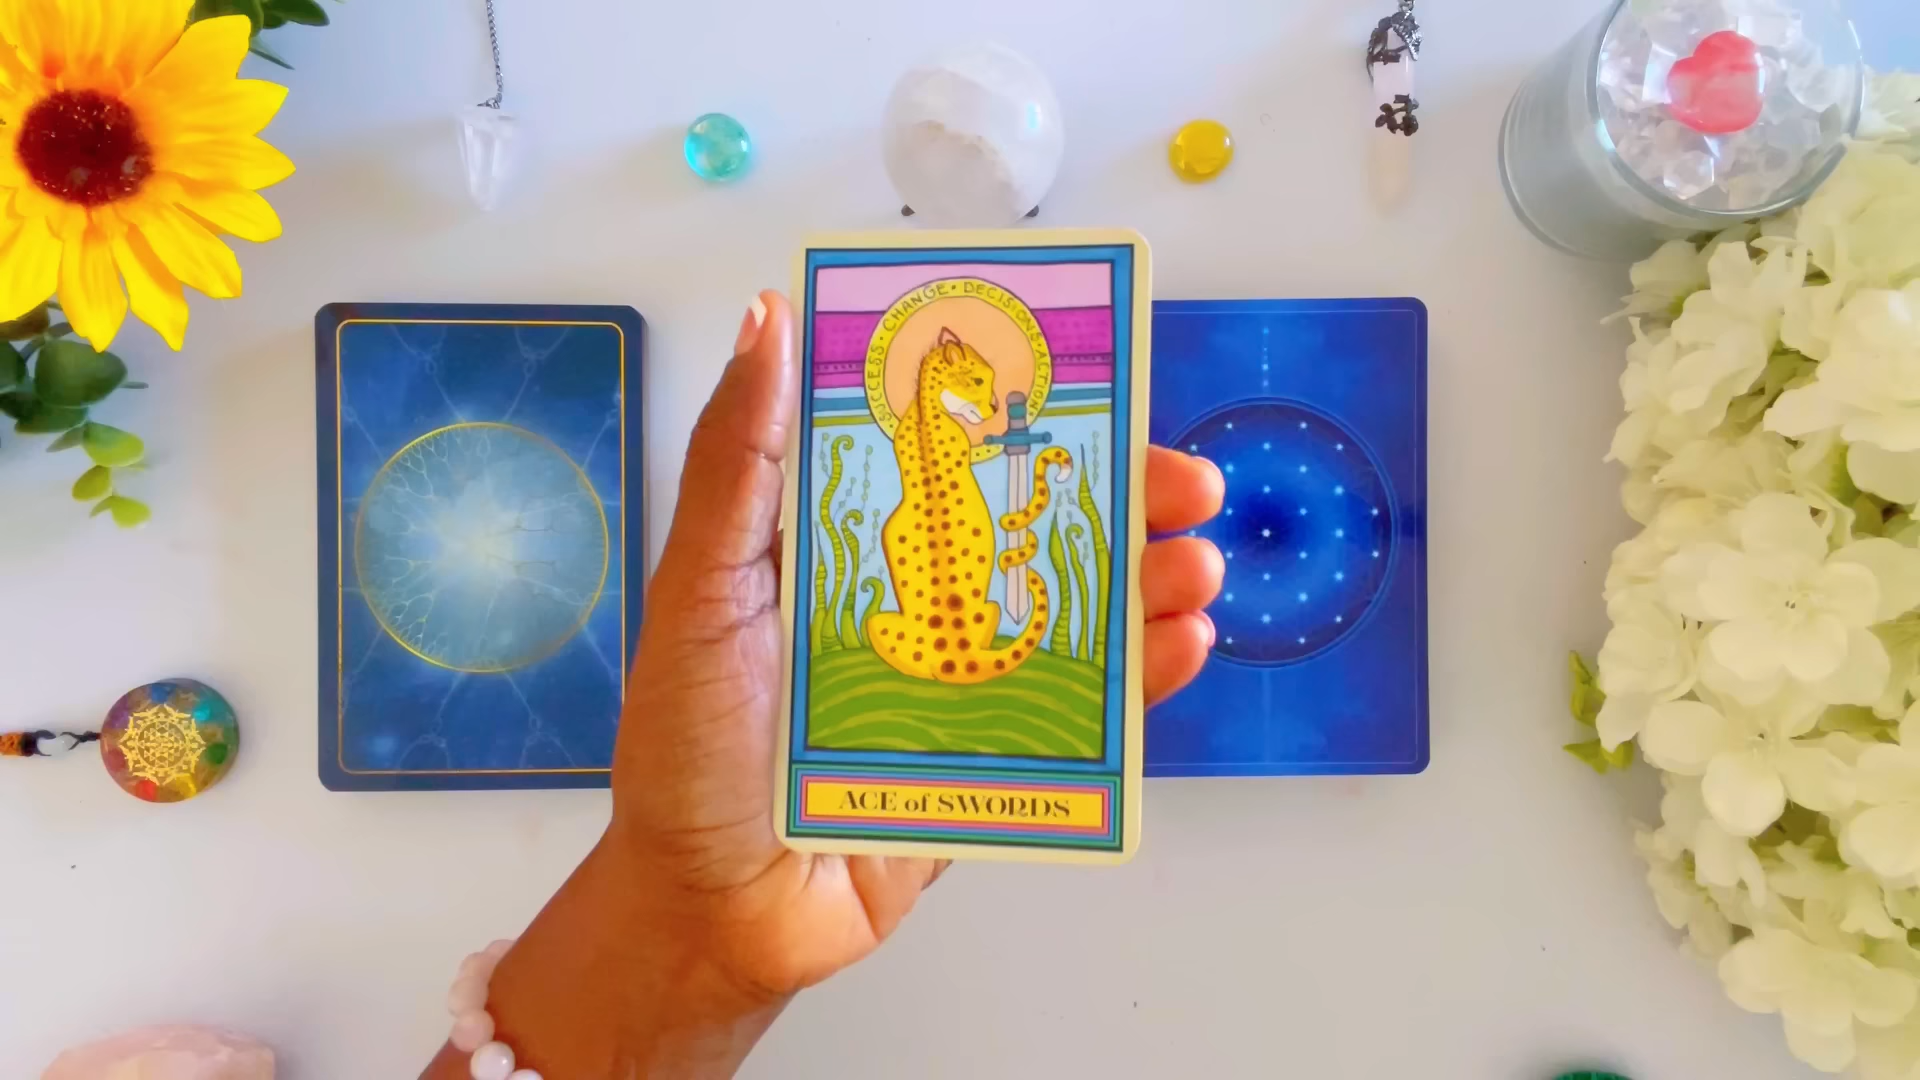 SUCCESS • CHANGE • DECISIONS • ACTION
ACE of SWORDS